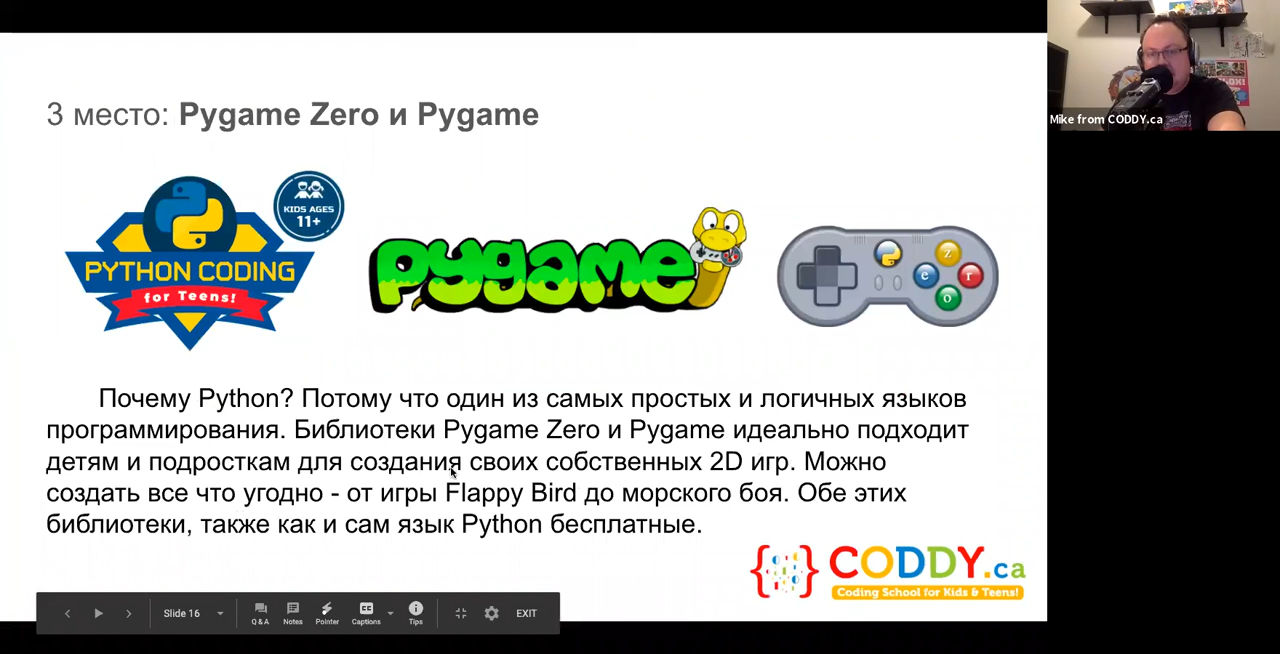 3 место: Pygame Zero и Pygame
KIDS AGES
11+
PYTHON CODING
for Teens!
pygame
z
e
r
o
Почему Python? Потому что один из самых простых и логичных языков
программирования. Библиотеки Pygame Zero и Pygame идеально подходит
детям и подросткам для создания своих собственных 2D игр. Можно
создать все что угодно - от игры Flappy Bird до морского боя. Обе этих
библиотеки, также как и сам язык Python бесплатные.
{ } CODDY.ca
Coding School for Kids & Teens!
Slide 16
Q & A
Notes
Pointer
CC
Captions
Tips
EXIT
Mike from CODDY.ca